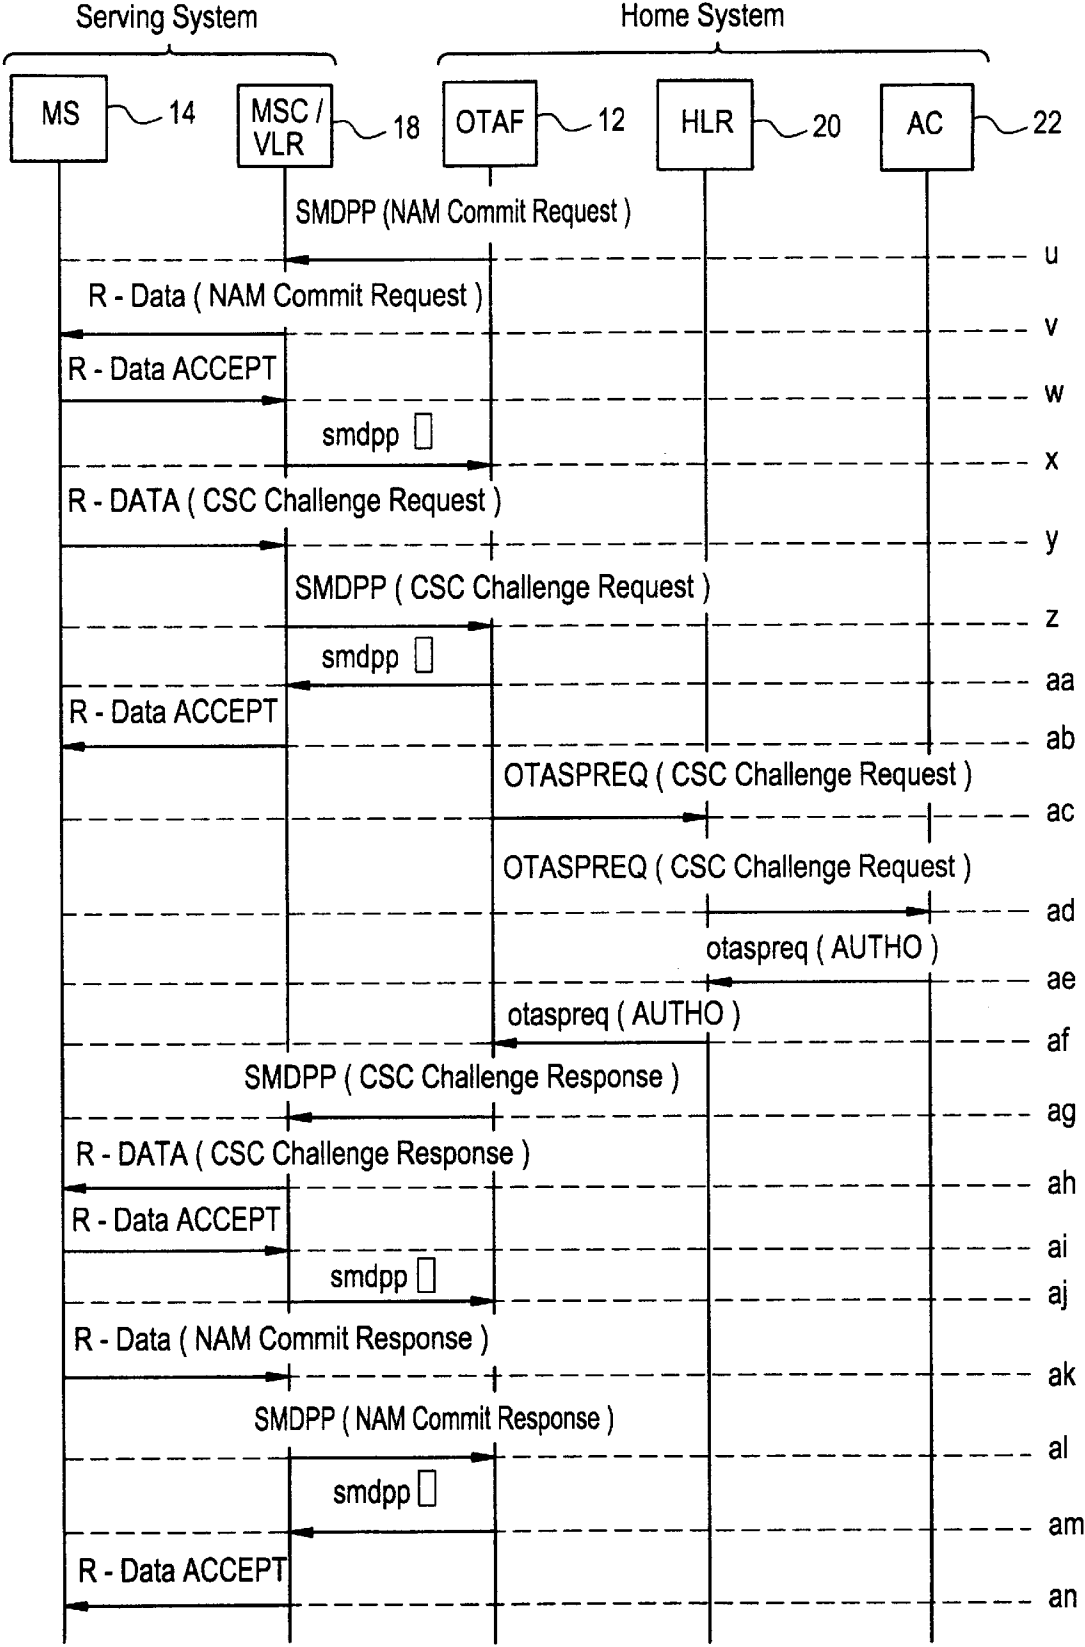 Serving System
Home System
MS
14
MSC /
VLR
18
OTAF
12
HLR
20
AC
22
SMDPP (NAM Commit Request )
u
R - Data ( NAM Commit Request )
v
R - Data ACCEPT
w
smdpp []
x
R - DATA ( CSC Challenge Request )
y
SMDPP ( CSC Challenge Request )
z
smdpp []
aa
R - Data ACCEPT
ab
OTASPREQ ( CSC Challenge Request )
ac
OTASPREQ ( CSC Challenge Request )
ad
otaspreq ( AUTHO )
ae
otaspreq ( AUTHO )
af
SMDPP ( CSC Challenge Response )
ag
R - DATA ( CSC Challenge Response )
ah
R - Data ACCEPT
ai
smdpp []
aj
R - Data ( NAM Commit Response )
ak
SMDPP ( NAM Commit Response )
al
smdpp []
am
R - Data ACCEPT
an